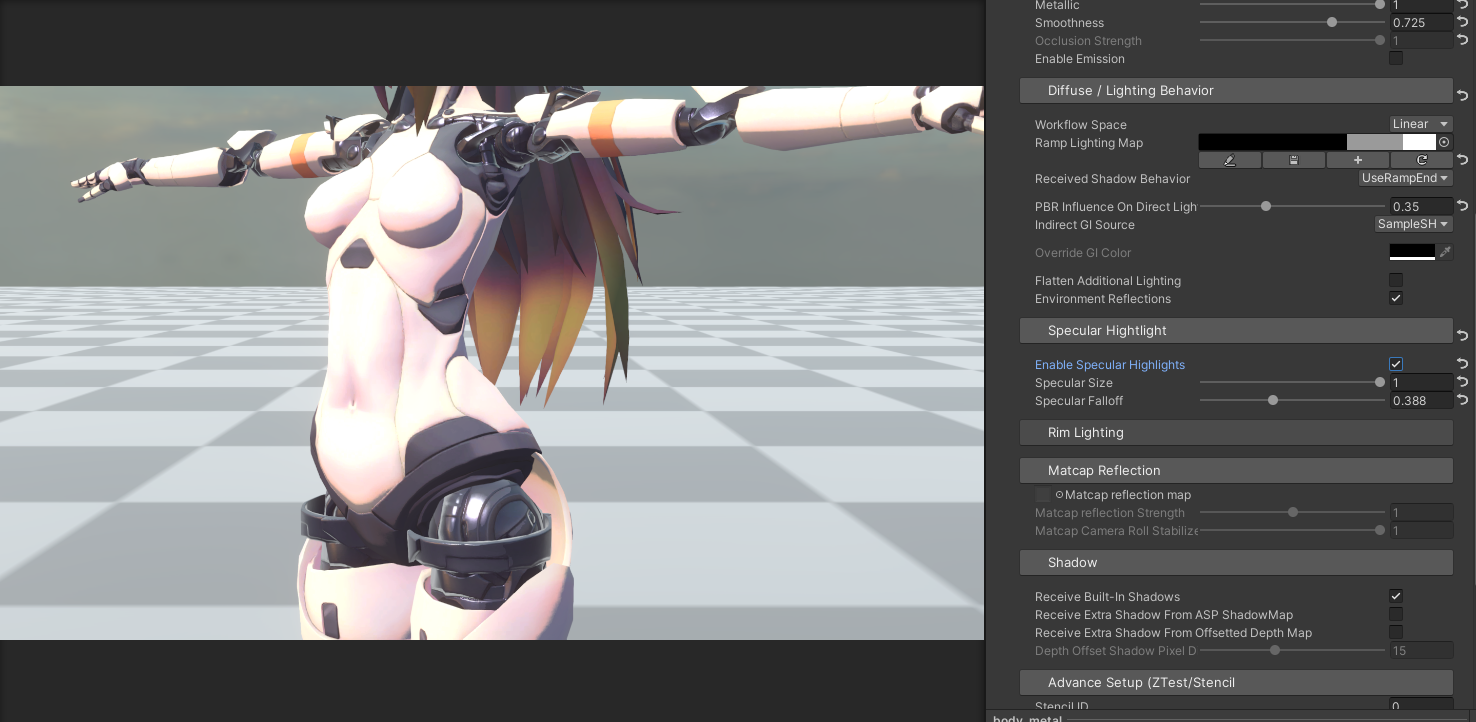 Metallic 1
Smoothness 0.725
Occlusion Strength 1
Enable Emission
Diffuse / Lighting Behavior
Workflow Space Linear
Ramp Lighting Map
Received Shadow Behavior UseRampEnd
PBR Influence On Direct Ligh 0.35
Indirect GI Source SampleSH
Override GI Color
Flatten Additional Lighting
Environment Reflections
Specular Hightlight
Enable Specular Highlights
Specular Size 1
Specular Falloff 0.388
Rim Lighting
Matcap Reflection
Matcap reflection map
Matcap reflection Strength 1
Matcap Camera Roll Stabilize 1
Shadow
Receive Built-In Shadows
Receive Extra Shadow From ASP ShadowMap
Receive Extra Shadow From Offsetted Depth Map
Depth Offset Shadow Pixel D 15
Advance Setup (ZTest/Stencil
Stencil ID 0
body_metal